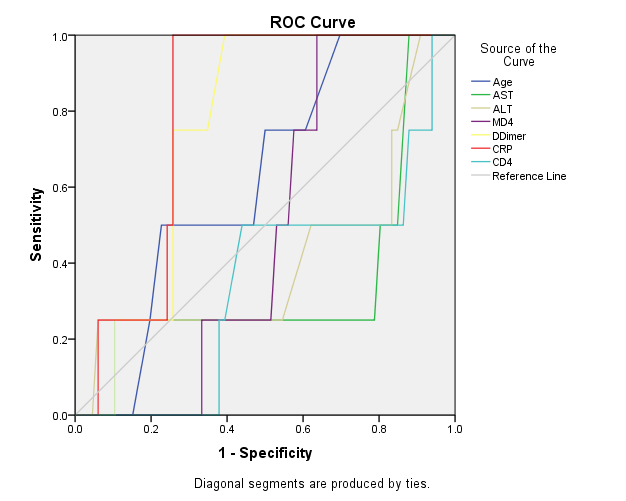 ROC Curve
Sensitivity
1.0
0.8
0.6
0.4
0.2
0.0
0.0 0.2 0.4 0.6 0.8 1.0
1 - Specificity
Source of the
Curve
Age
AST
ALT
MD4
DDimer
CRP
CD4
Reference Line
Diagonal segments are produced by ties.